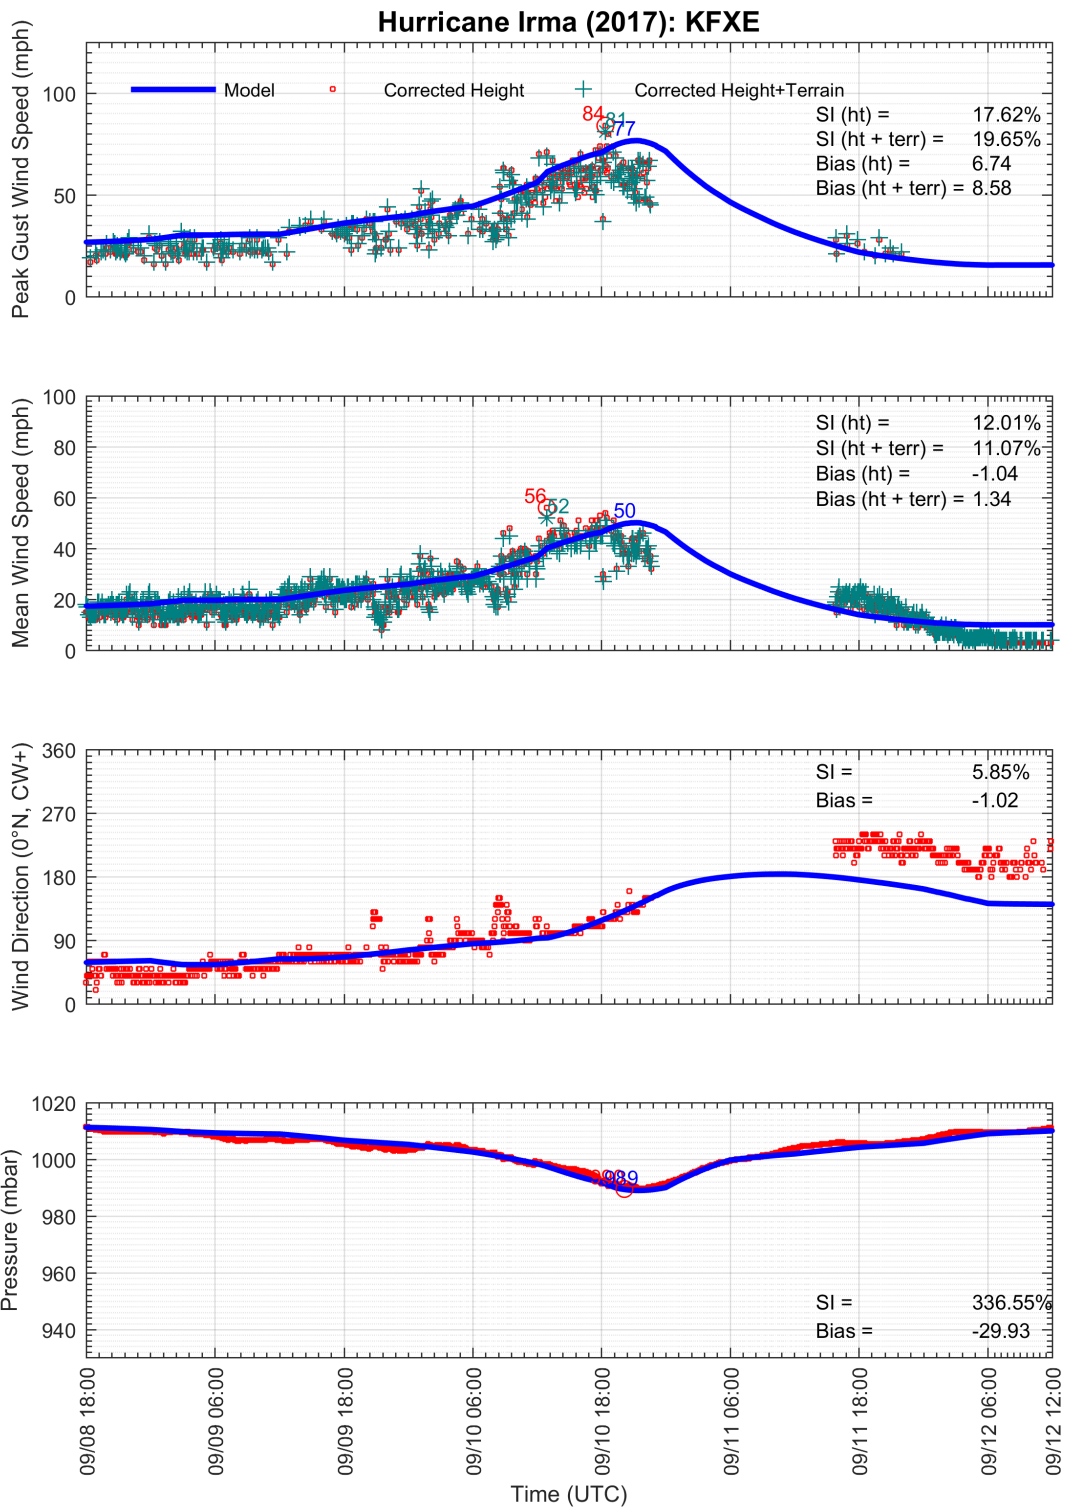 Hurricane Irma (2017): KFXE
Peak Gust Wind Speed (mph)
100
50
0
Model
Corrected Height
Corrected Height+Terrain
84
81
77
SI (ht) = 17.62%
SI (ht + terr) = 19.65%
Bias (ht) = 6.74
Bias (ht + terr) = 8.58
Mean Wind Speed (mph)
100
80
60
40
20
0
56
52
50
SI (ht) = 12.01%
SI (ht + terr) = 11.07%
Bias (ht) = -1.04
Bias (ht + terr) = 1.34
Wind Direction (0°N, CW+)
360
270
180
90
0
SI = 5.85%
Bias = -1.02
Pressure (mbar)
1020
1000
980
960
940
989
SI = 336.55%
Bias = -29.93
09/08 18:00
09/09 06:00
09/09 18:00
09/10 06:00
09/10 18:00
09/11 06:00
09/11 18:00
09/12 06:00
09/12 12:00
Time (UTC)